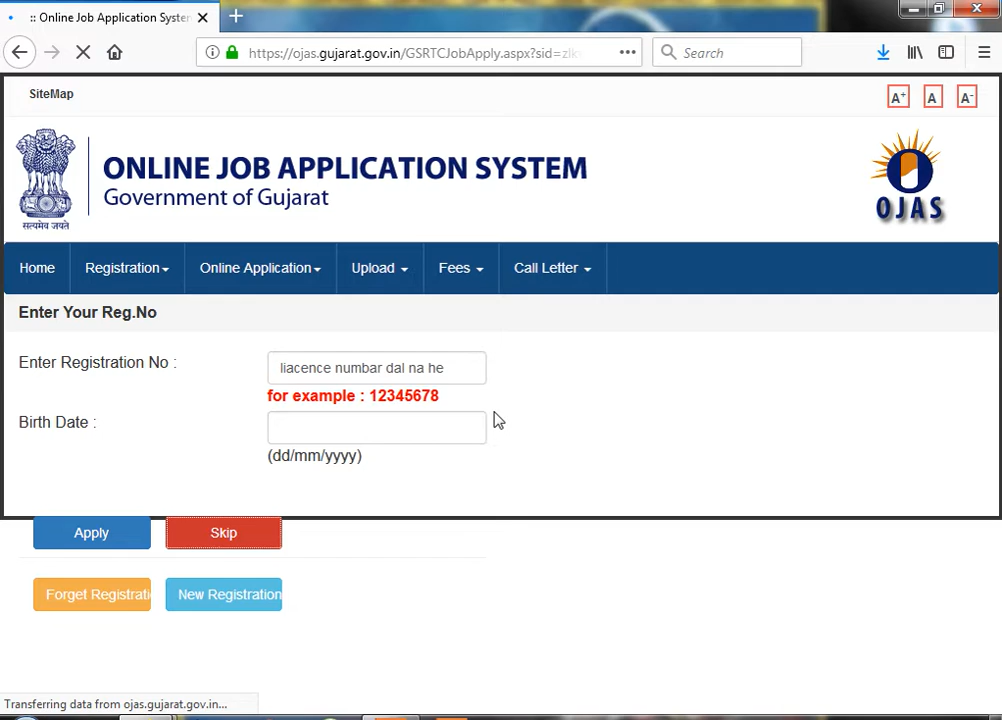 :: Online Job Application System
https://ojas.gujarat.gov.in/GSRTCJobApply.aspx?sid=zlk
Search
SiteMap
A+ A A-
ONLINE JOB APPLICATION SYSTEM
Government of Gujarat
सत्यमेव जयते
OJAS
Home Registration Online Application Upload Fees Call Letter
Enter Your Reg.No
Enter Registration No :
liacence numbar dal na he
for example : 12345678
Birth Date :
(dd/mm/yyyy)
Apply Skip
Forget Registrati New Registration
Transferring data from ojas.gujarat.gov.in...